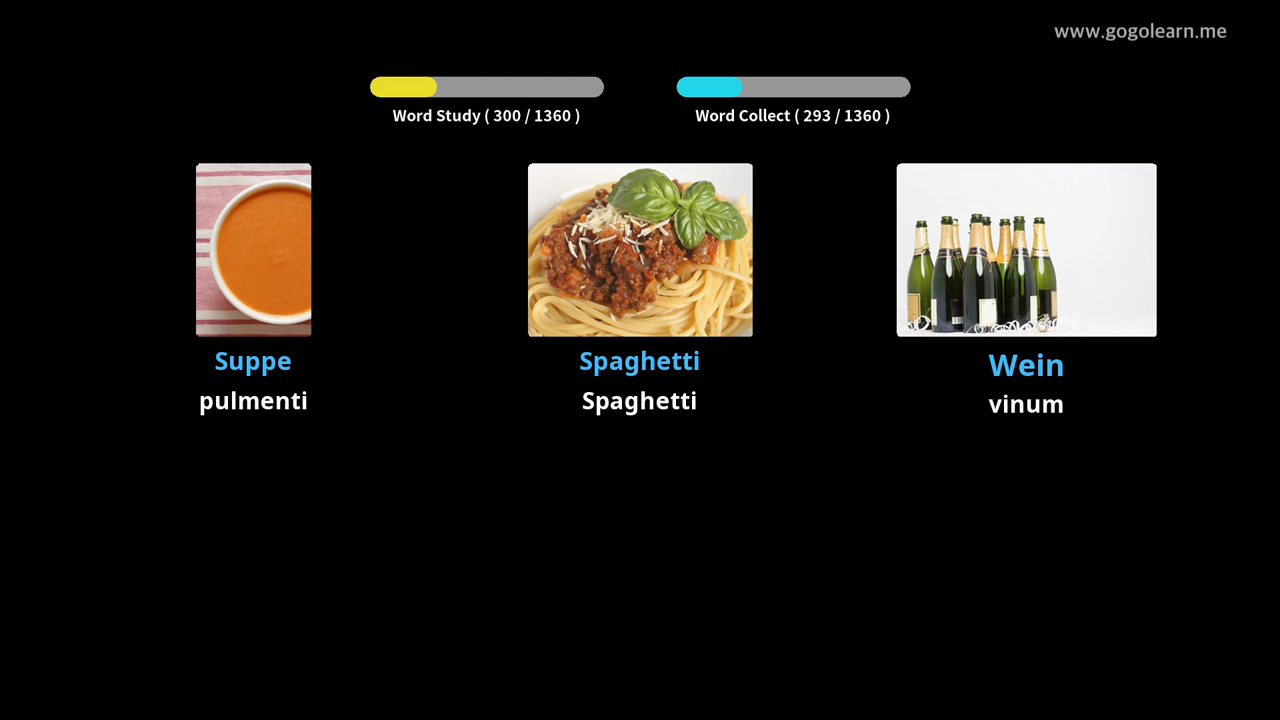 www.gogolearn.me
Word Study ( 300 / 1360 )
Word Collect ( 293 / 1360 )
Suppe
pulmenti
Spaghetti
Spaghetti
Wein
vinum